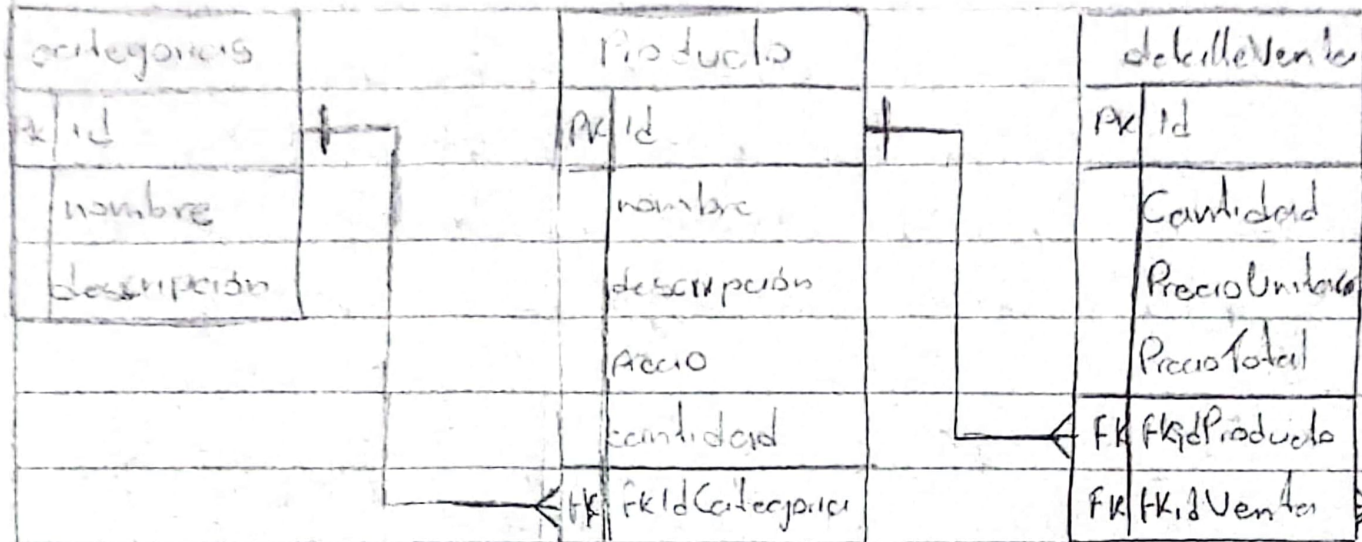 categorias
PK Id
nombre
descripción
Producto
PK Id
nombre
descripción
Precio
cantidad
FK FkIdCategoria
detalleVenta
PK Id
Cantidad
PrecioUnitario
PrecioTotal
FK FKidProducto
FK FKidVenta